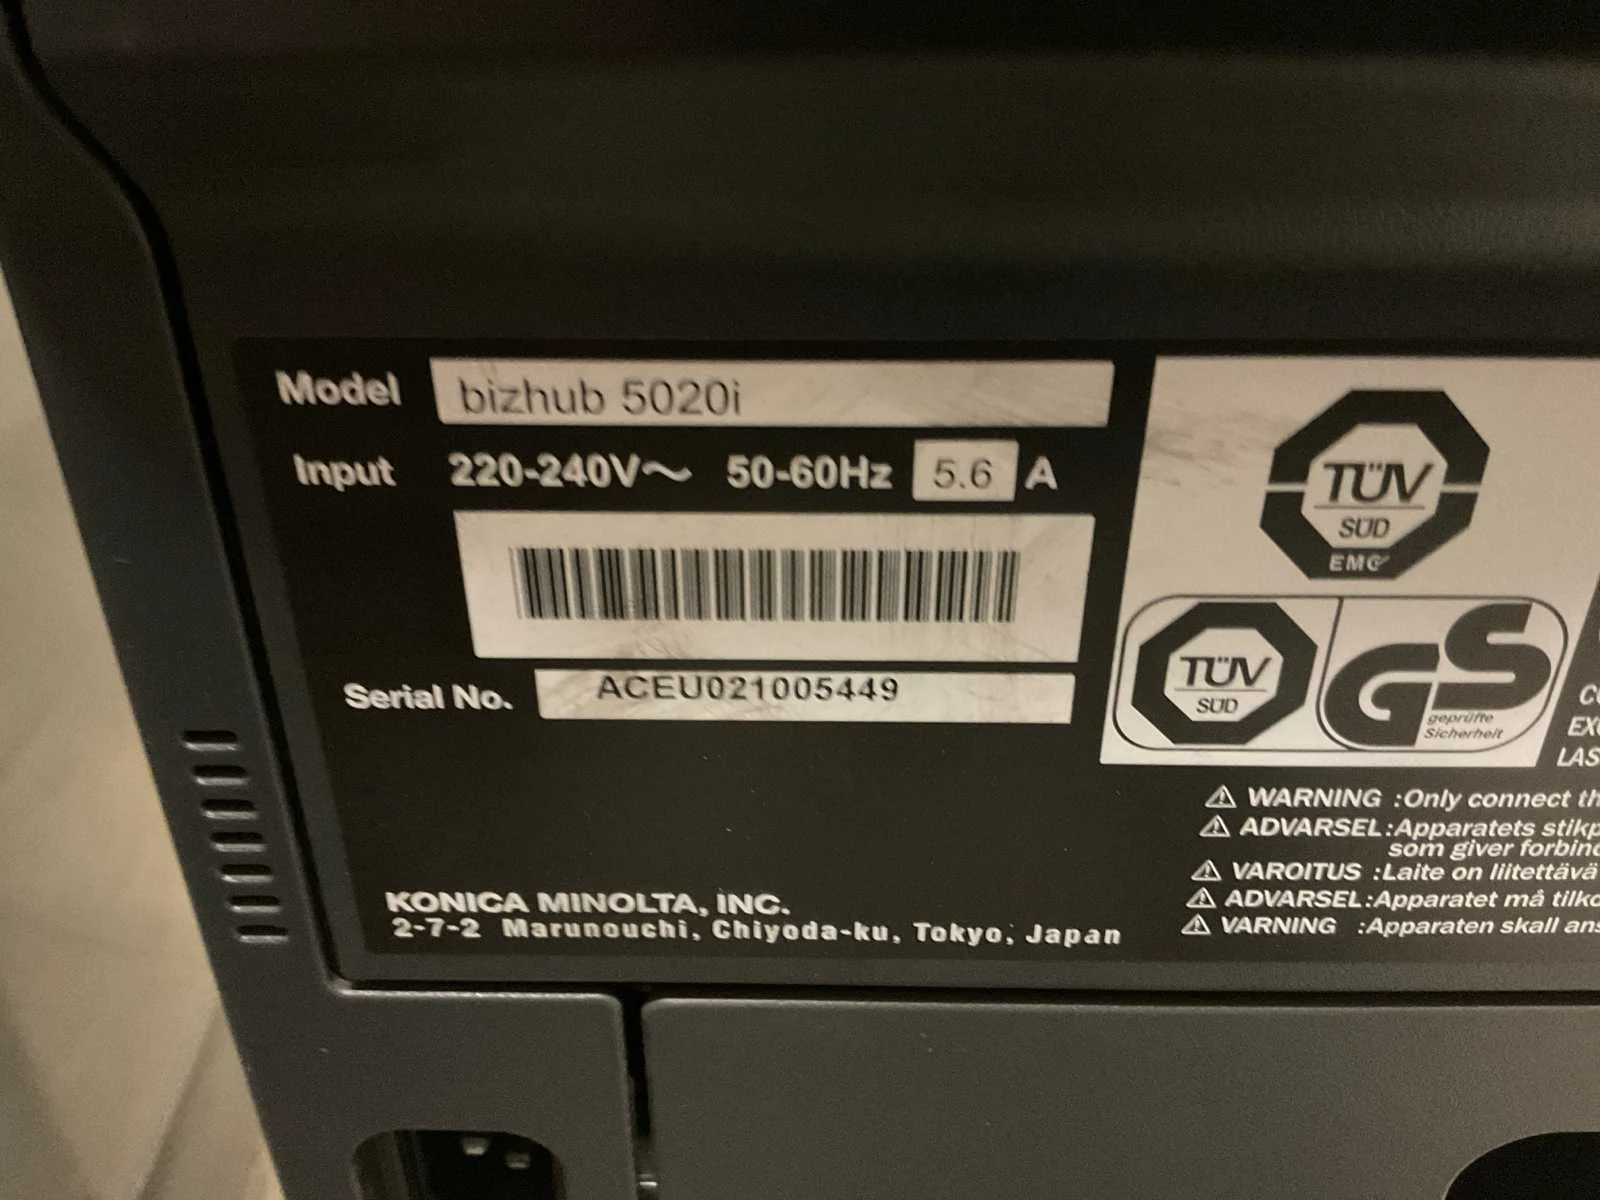 Model bizhub 5020i
Input 220-240V～ 50-60Hz 5.6 A
Serial No. ACEU021005449
KONICA MINOLTA, INC.
2-7-2 Marunouchi, Chiyoda-ku, Tokyo, Japan
TÜV
SÜD
EMC
TÜV
SÜD
GS
geprüfte
Sicherheit
EX
LAS
⚠ WARNING :Only connect th
⚠ ADVARSEL:Apparatets stikp
som giver forbind
⚠ VAROITUS :Laite on liitettävä
⚠ ADVARSEL:Apparatet må tilko
⚠ VARNING :Apparaten skall ans